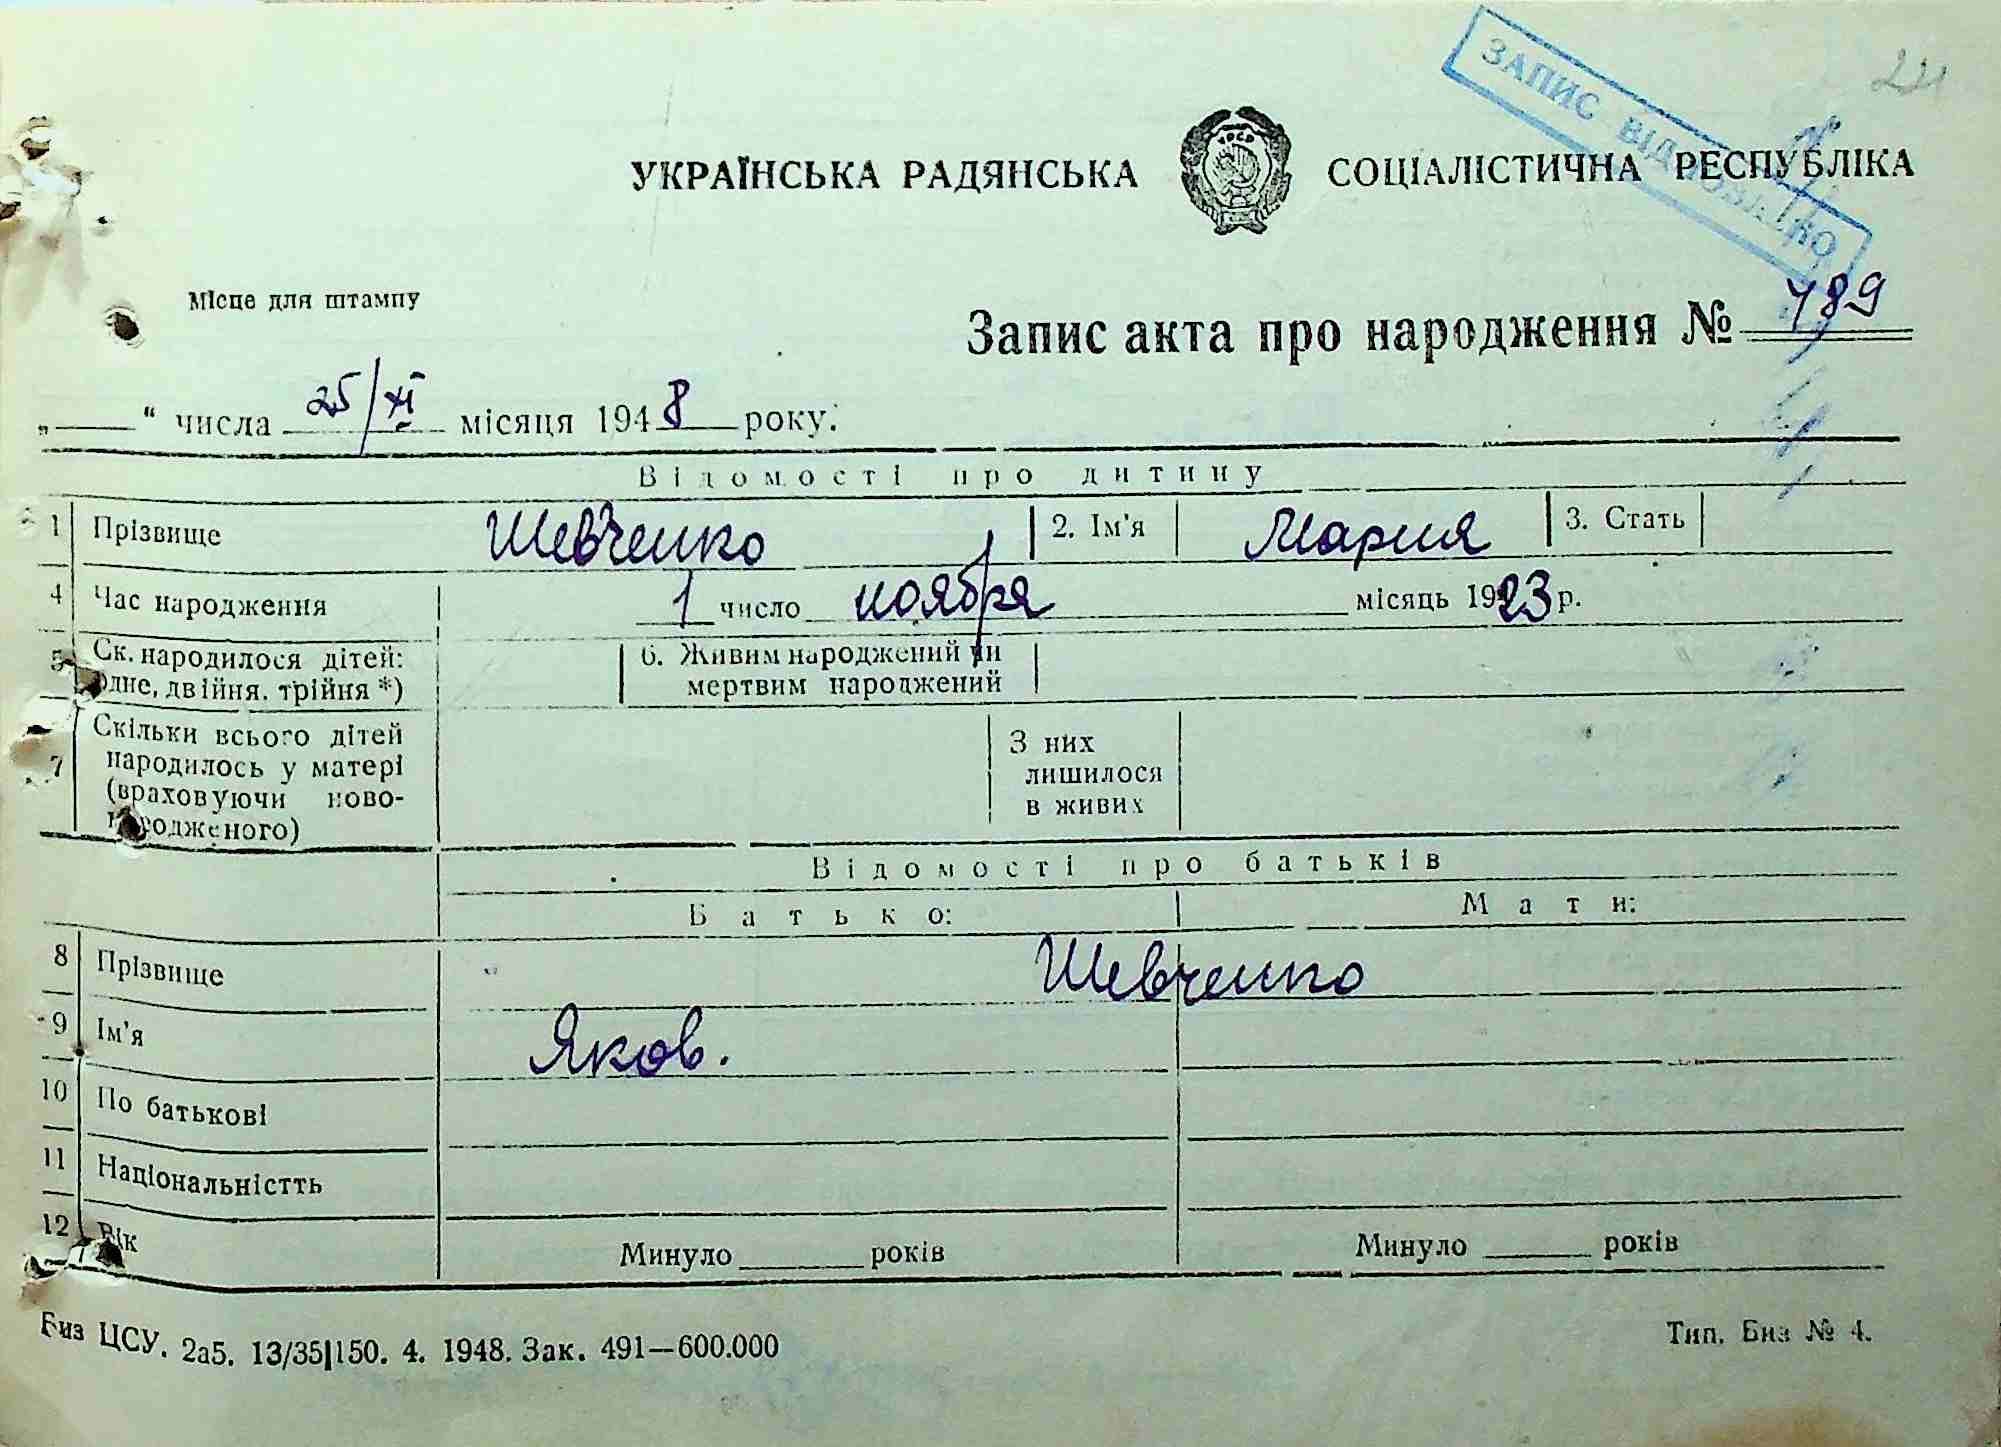 24
ЗАПИС ВІДНОВЛЕНО
УКРАЇНСЬКА РАДЯНСЬКА СОЦІАЛІСТИЧНА РЕСПУБЛІКА
УРСР
Місце для штампу
Запис акта про народження № 789
„ “ числа 25/XI місяця 1948 року.
Відомості про дитину
1 Прізвище Шевченко 2. Ім'я Мария 3. Стать
4 Час народження 1 число ноября місяць 1923 р.
5 Ск. народилося дітей: 6. Живим народжений чи
одне, двійня, трійня *) мертвим народжений
7 Скільки всього дітей народилось у матері (враховуючи ново-
народженого)
З них
лишилося
в живих
Відомості про батьків
Батько: Мати:
8 Прізвище Шевченко
9 Ім'я Яков.
10 По батькові
11 Національністть
12 Вік Минуло років Минуло років
Биз ЦСУ. 2а5. 13/35|150. 4. 1948. Зак. 491—600.000 Тип. Биз № 4.